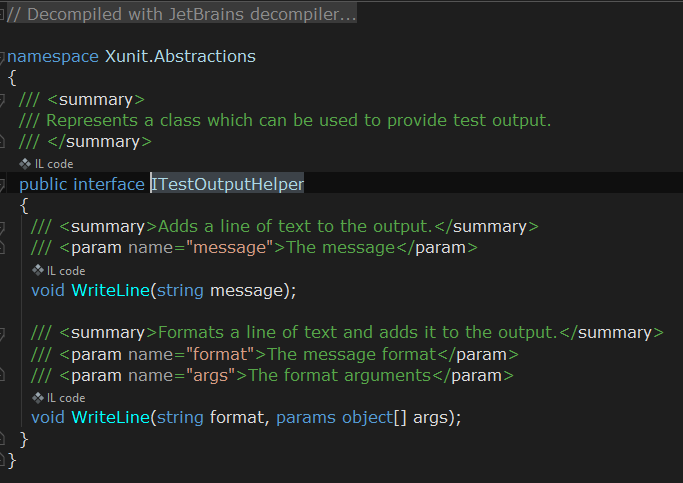 // Decompiled with JetBrains decompiler...
namespace Xunit.Abstractions
{
/// <summary>
/// Represents a class which can be used to provide test output.
/// </summary>
IL code
public interface ITestOutputHelper
{
/// <summary>Adds a line of text to the output.</summary>
/// <param name="message">The message</param>
IL code
void WriteLine(string message);
/// <summary>Formats a line of text and adds it to the output.</summary>
/// <param name="format">The message format</param>
/// <param name="args">The format arguments</param>
IL code
void WriteLine(string format, params object[] args);
}
}